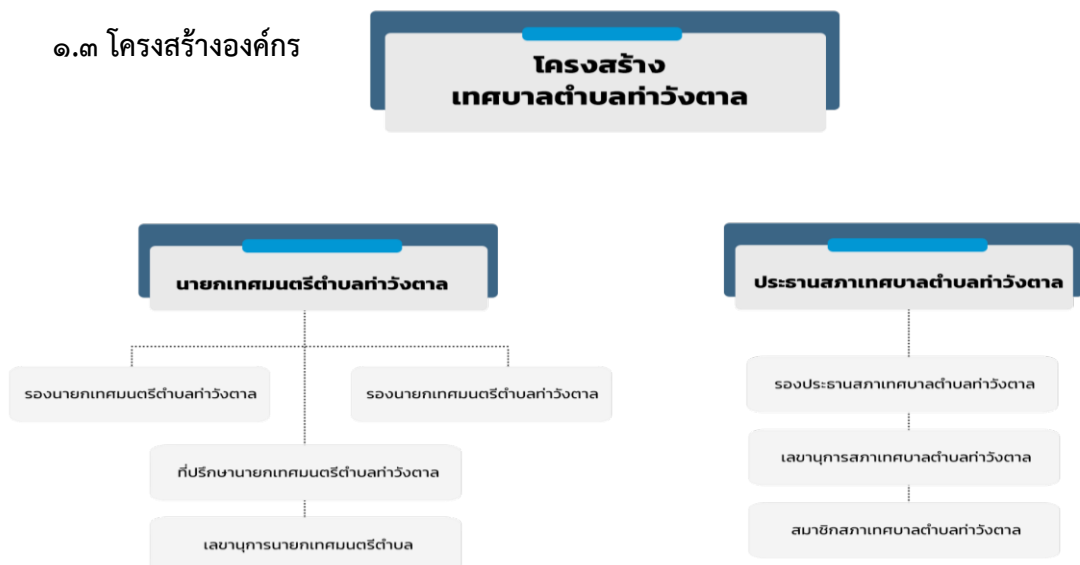 ๑.๓ โครงสร้างองค์กร
โครงสร้าง
เทศบาลตำบลท่าวังตาล
นายกเทศมนตรีตำบลท่าวังตาล
รองนายกเทศมนตรีตำบลท่าวังตาล
รองนายกเทศมนตรีตำบลท่าวังตาล
ที่ปรึกษานายกเทศมนตรีตำบลท่าวังตาล
เลขานุการนายกเทศมนตรีตำบล
ประธานสภาเทศบาลตำบลท่าวังตาล
รองประธานสภาเทศบาลตำบลท่าวังตาล
เลขานุการสภาเทศบาลตำบลท่าวังตาล
สมาชิกสภาเทศบาลตำบลท่าวังตาล